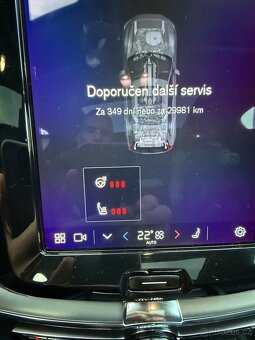 Doporučen další servis
Za 349 dní nebo za 29981 km
22°
AUTO